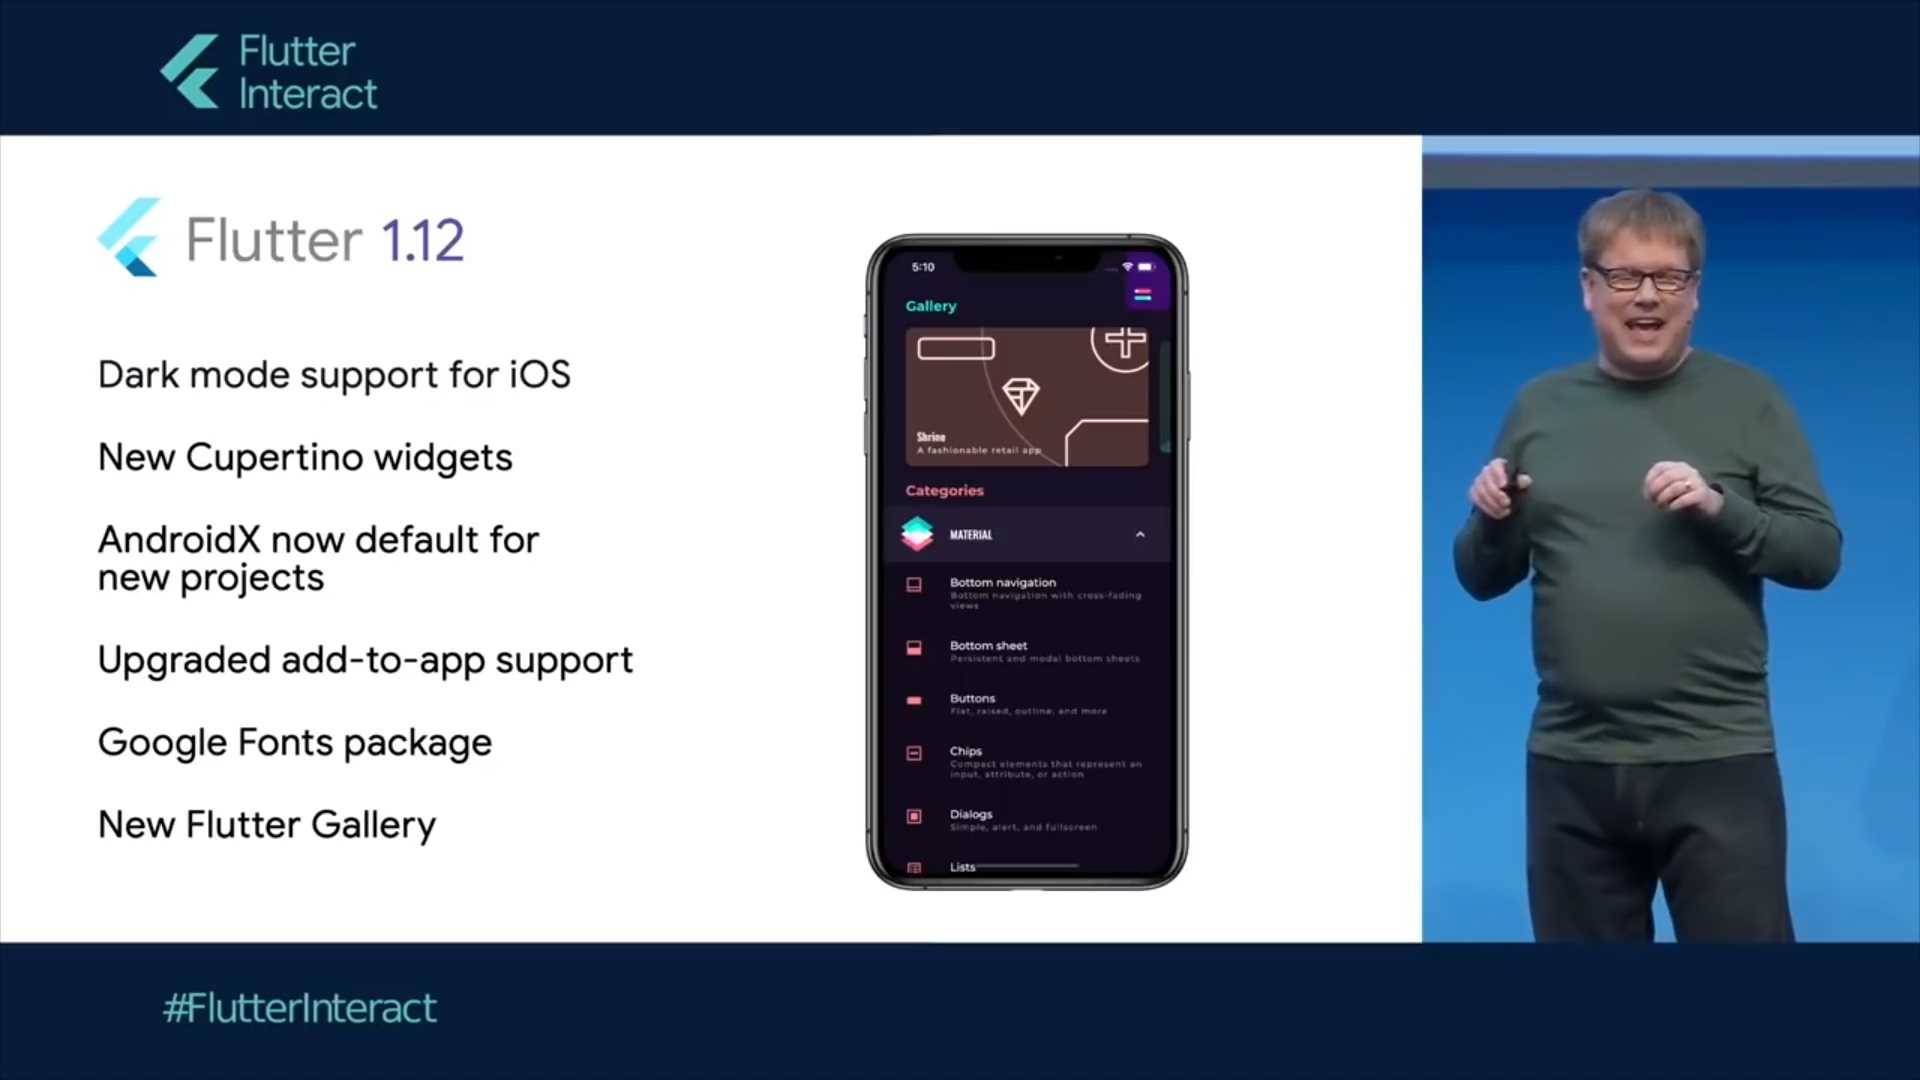 Flutter
Interact
Flutter 1.12
Dark mode support for iOS
New Cupertino widgets
AndroidX now default for
new projects
Upgraded add-to-app support
Google Fonts package
New Flutter Gallery
5:10
Gallery
Shrine
A fashionable retail app
Categories
MATERIAL
Bottom navigation
Bottom navigation with cross-fading
views
Bottom sheet
Persistent and modal bottom sheets
Buttons
Flat, raised, outline, and more
Chips
Compact elements that represent an
input, attribute, or action
Dialogs
Simple, alert, and fullscreen
Lists
#FlutterInteract